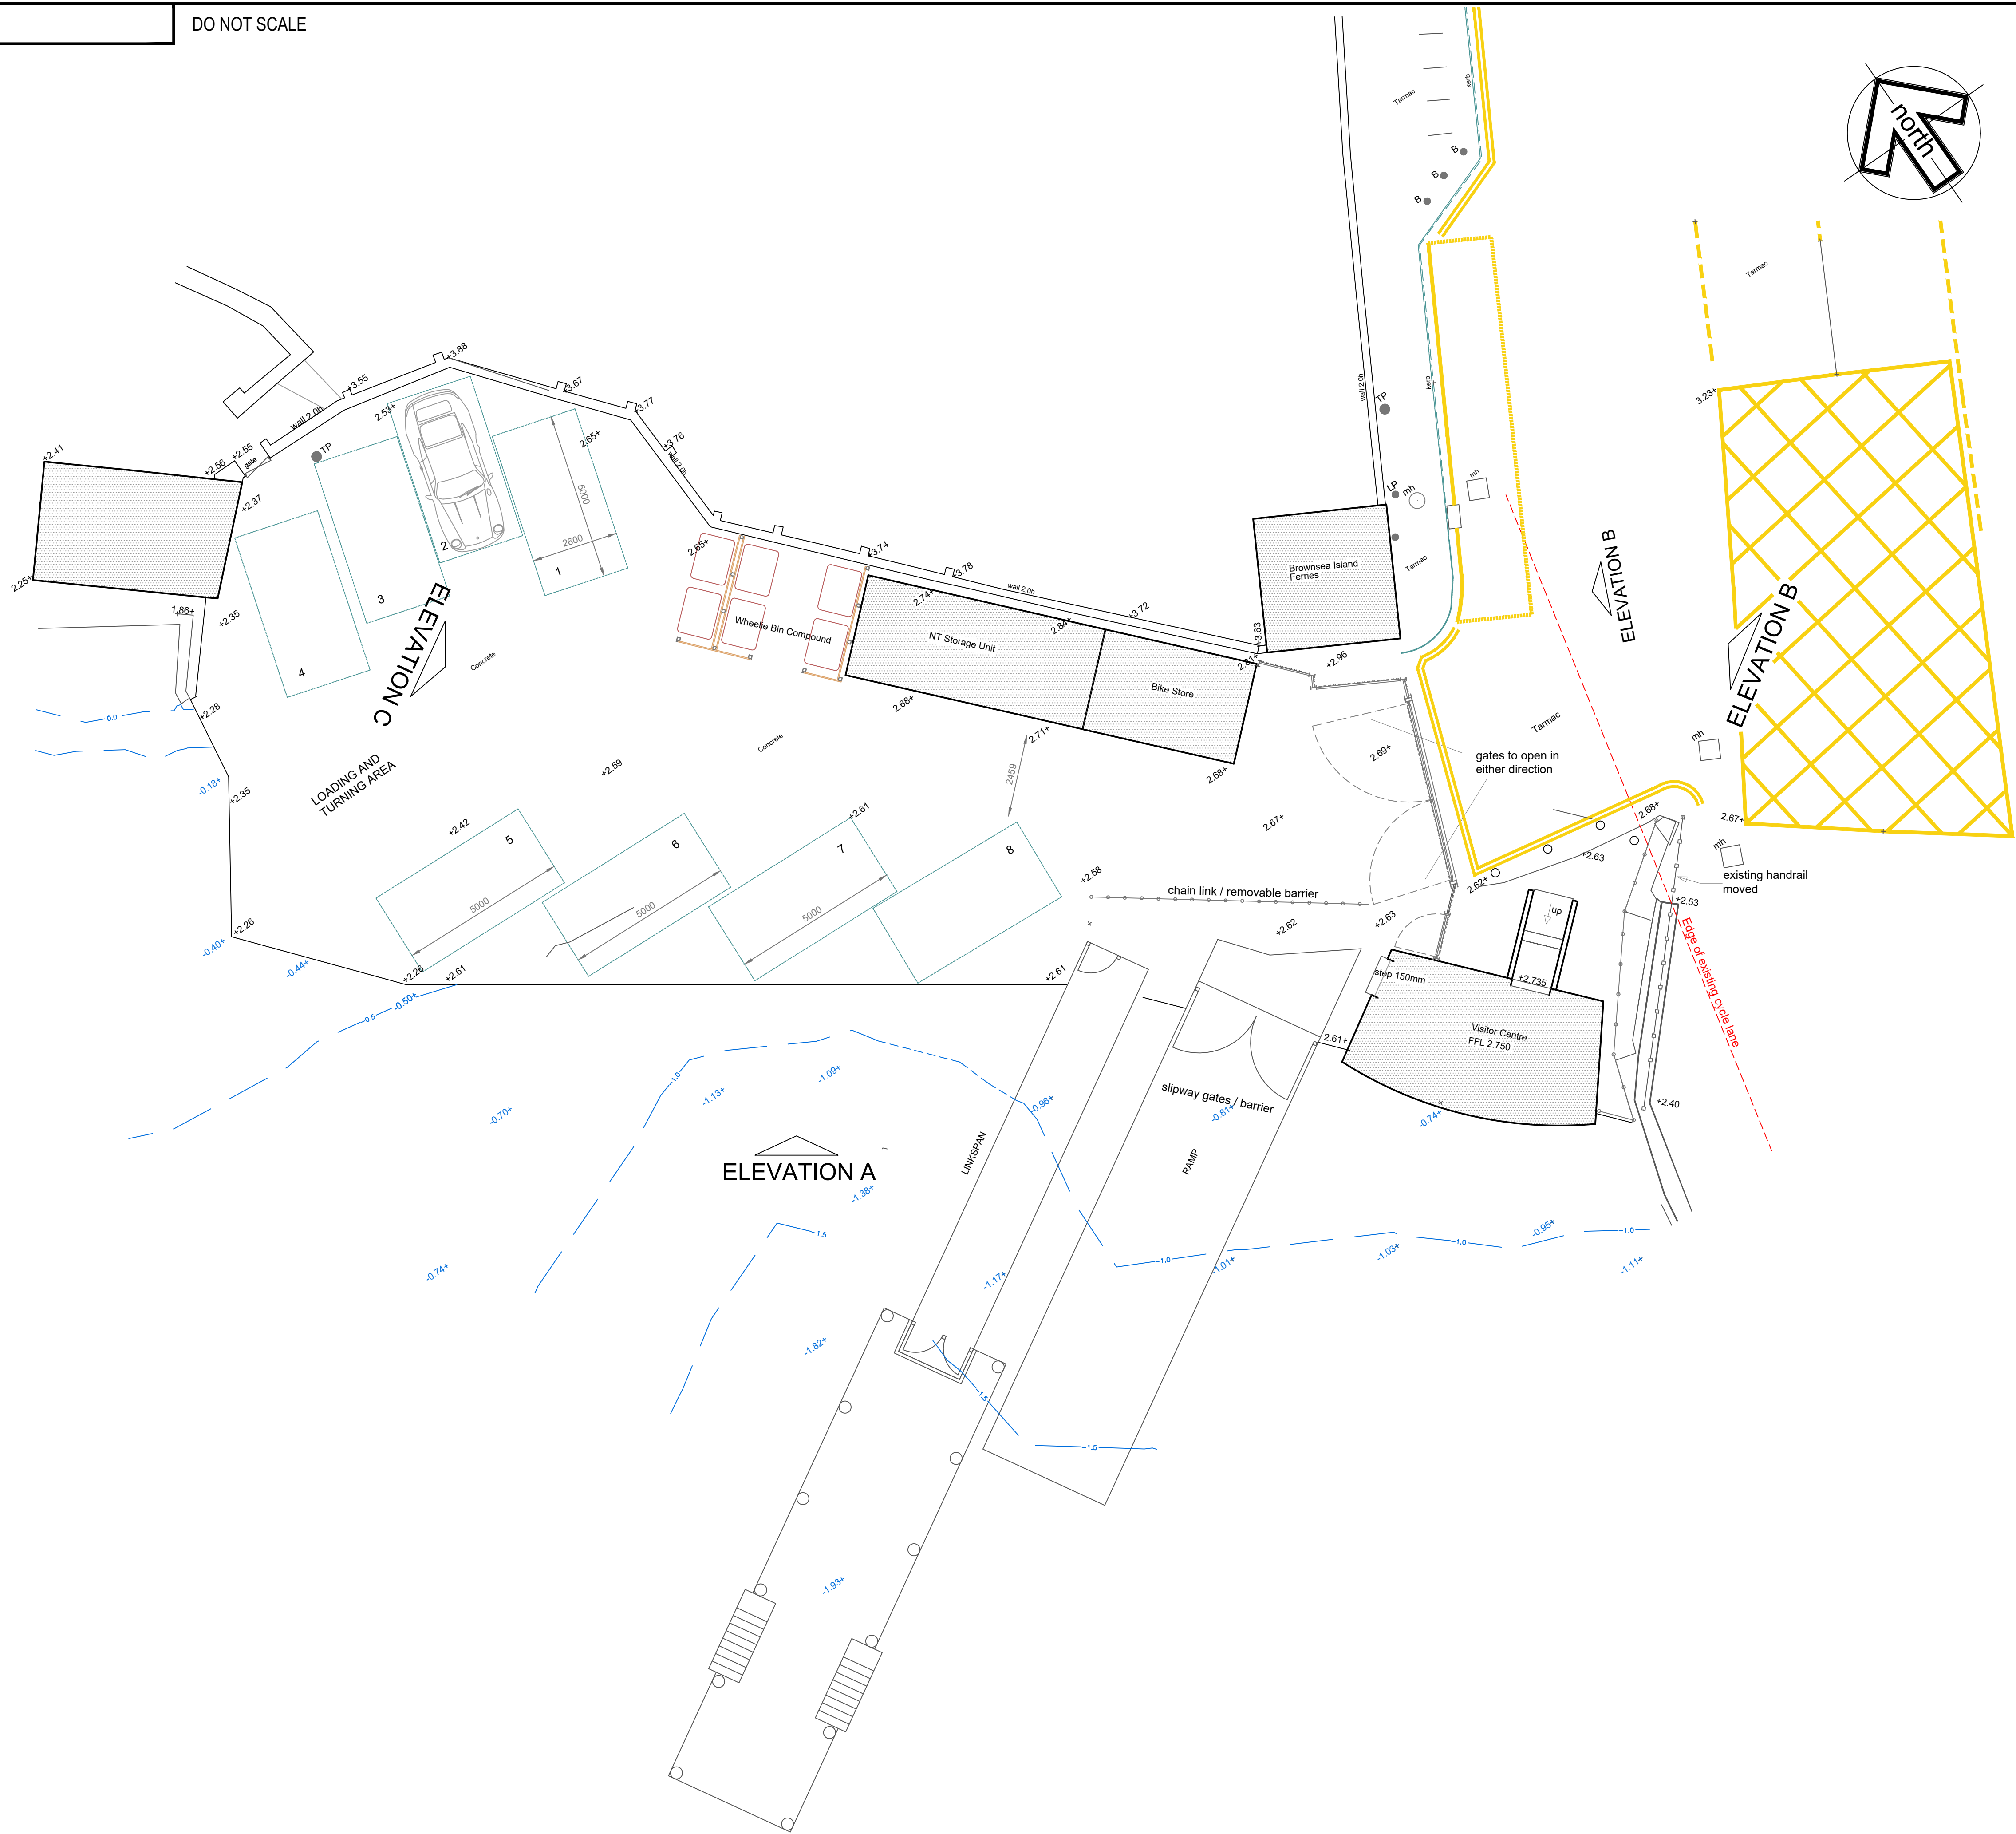 DO NOT SCALE
north
Tarmac
kerb
B
B
B
Tarmac
3.23+
wall 2.0h
kerb
TP
LP
mh
mh
Tarmac
Brownsea Island
Ferries
ELEVATION B
ELEVATION B
+3.88
+3.55
+3.67
+3.77
+3.76
wall 2.0h
2.53+
2.65+
wall 2.0h
TP
gate
+2.55
+2.56
+2.41
+2.37
2.25+
1.86+
+2.35
5000
2600
1
2
3
4
ELEVATION C
Concrete
2.65+
Wheelie Bin Compound
+3.74
+3.78
wall 2.0h
+3.72
+3.63
2.74+
NT Storage Unit
2.84+
2.81+
+2.96
Bike Store
2.68+
2.71+
2.68+
2459
Concrete
2.69+
gates to open in
either direction
Tarmac
mh
0.0
+2.28
-0.18+
+2.35
LOADING AND
TURNING AREA
+2.59
+2.42
5
6
+2.61
7
8
5000
5000
5000
2.67+
+2.58
chain link / removable barrier
+2.62
+2.63
2.62+
+2.63
2.68+
2.67+
mh
existing handrail
moved
+2.53
up
Edge of existing cycle lane
+2.26
-0.40+
-0.44+
+2.26
+2.61
+2.61
-0.50+
-0.5
step 150mm
+2.735
Visitor Centre
FFL 2.750
2.61+
slipway gates / barrier
-0.81+
-0.74+
+2.40
-1.0
-1.13+
-1.09+
-0.96+
-0.70+
ELEVATION A
LINKSPAN
RAMP
-1.38+
-1.5
-0.74+
-1.17+
-1.0
-1.01+
-1.03+
-1.0
-0.95+
-1.0
-1.11+
-1.82+
-1.5
-1.5
-1.93+